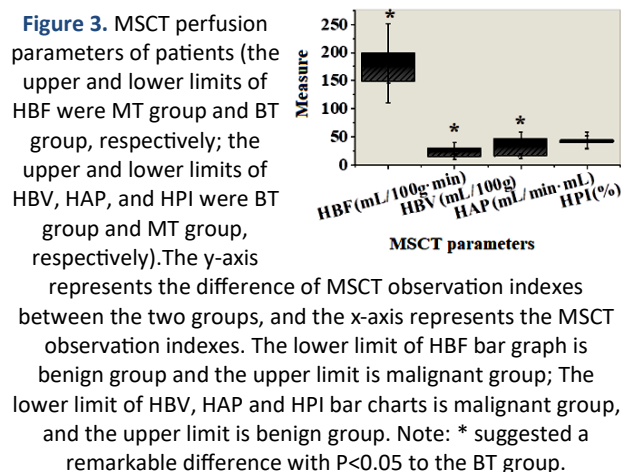 Figure 3. MSCT perfusion
parameters of patients (the
upper and lower limits of
HBF were MT group and BT
group, respectively; the
upper and lower limits of
HBV, HAP, and HPI were BT
group and MT group,
respectively).The y-axis
represents the difference of MSCT observation indexes
between the two groups, and the x-axis represents the MSCT
observation indexes. The lower limit of HBF bar graph is
benign group and the upper limit is malignant group; The
lower limit of HBV, HAP and HPI bar charts is malignant group,
and the upper limit is benign group. Note: * suggested a
remarkable difference with P<0.05 to the BT group.
Measure
250
200
150
100
50
0
*
*
*
HBF(mL/100g·min)
HBV (mL/100g)
HAP(mL/min·mL)
HPI(%)
MSCT parameters